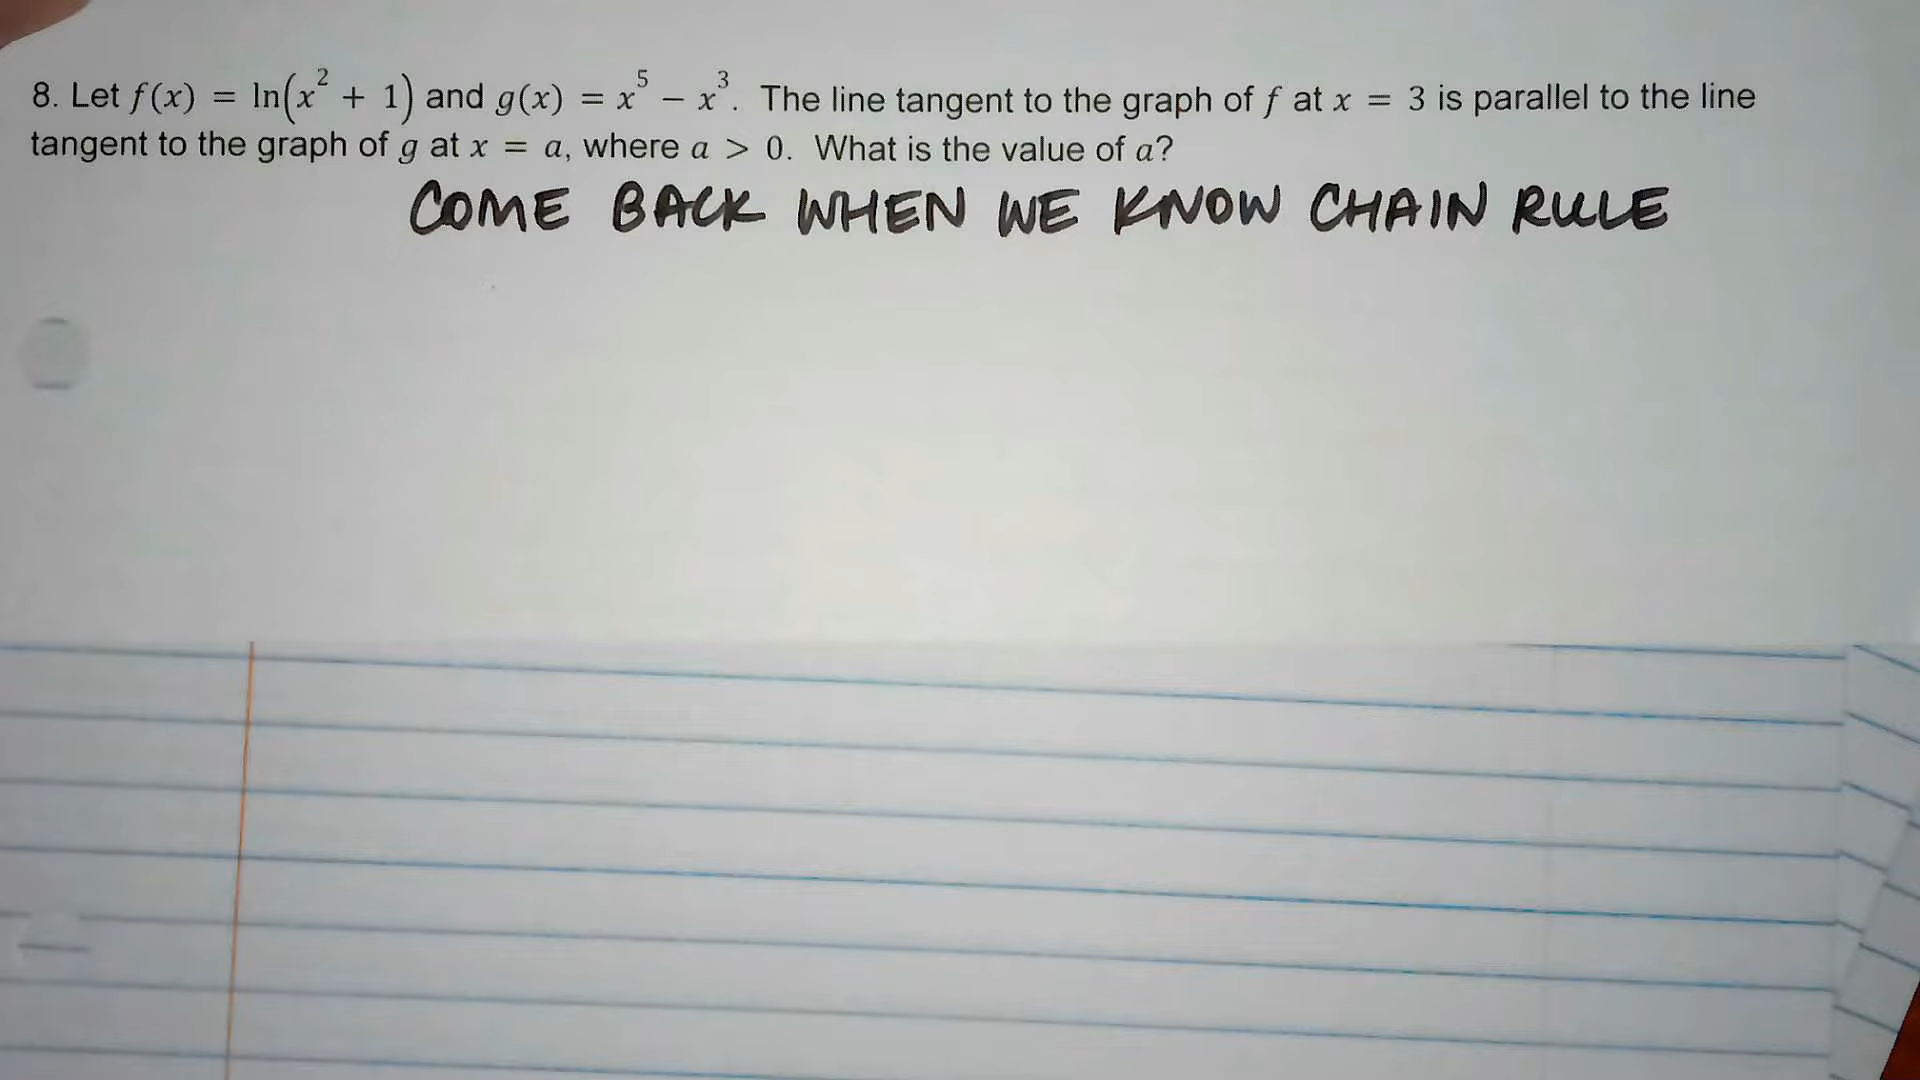 8. Let f(x) = ln(x² + 1) and g(x) = x⁵ − x³. The line tangent to the graph of f at x = 3 is parallel to the line
tangent to the graph of g at x = a, where a > 0. What is the value of a?
COME BACK WHEN WE KNOW CHAIN RULE